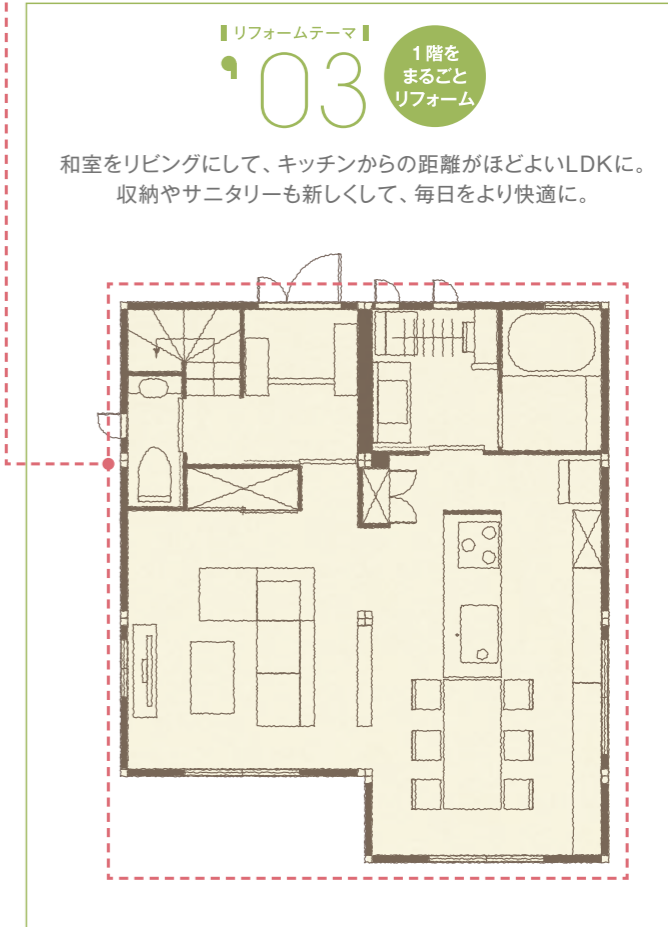 リフォームテーマ
'03
1階を
まるごと
リフォーム
和室をリビングにして、キッチンからの距離がほどよいLDKに。
収納やサニタリーも新しくして、毎日をより快適に。